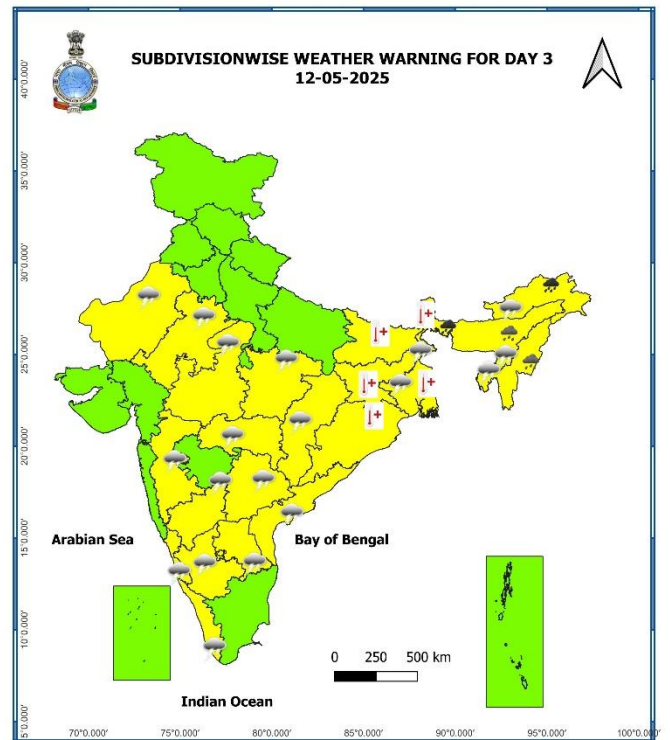 SUBDIVISIONWISE WEATHER WARNING FOR DAY 3
12-05-2025
40°0.000'
35°0.000'
30°0.000'
25°0.000'
20°0.000'
15°0.000'
10°0.000'
5°0.000'
Arabian Sea
Bay of Bengal
0 250 500 km
Indian Ocean
70°0.000' 75°0.000' 80°0.000' 85°0.000' 90°0.000' 95°0.000'